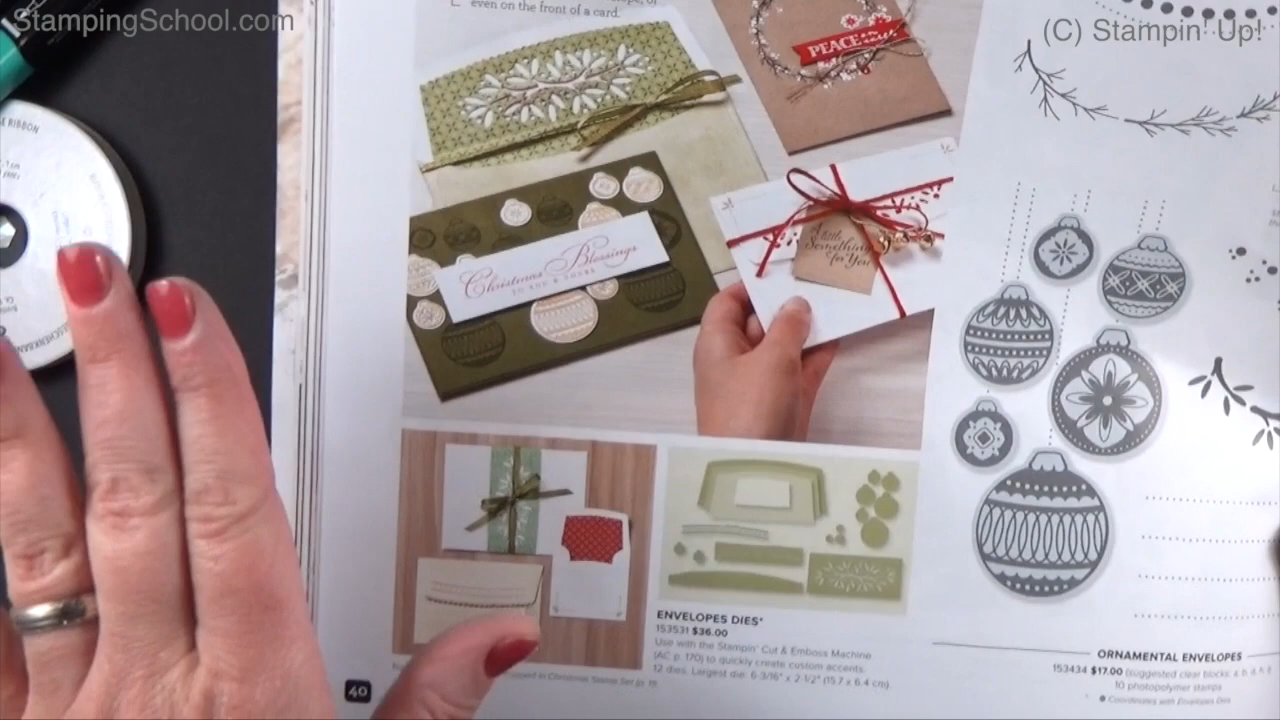 StampingSchool.com
(C) Stampin' Up!
even on the front of a card.
PEACE
RIBBON
Something
for You
Christmas Blessings
ENVELOPES DIES*
153531 $36.00
Use with the Stampin' Cut & Emboss Machine
(AC p. 170) to quickly create custom accents.
12 dies. Largest die: 6 3/16" x 2-1/2" (15.7 x 6.4 cm).
40
ORNAMENTAL ENVELOPES
153434 $17.00 (suggested clear blocks:
10 photopolymer stamps
Coordinates with Envelopes Dies